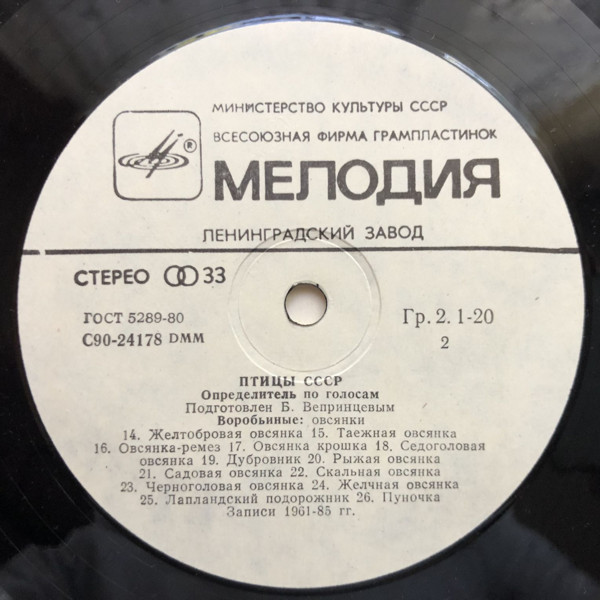 МИНИСТЕРСТВО КУЛЬТУРЫ СССР
ВСЕСОЮЗНАЯ ФИРМА ГРАМПЛАСТИНОК
®
МЕЛОДИЯ
ЛЕНИНГРАДСКИЙ ЗАВОД
СТЕРЕО 33
ГОСТ 5289-80
Гр. 2. 1-20
С90-24178 DMM
2
ПТИЦЫ СССР
Определитель по голосам
Подготовлен Б. Вепринцевым
Воробьиные: овсянки
14. Желтобровая овсянка 15. Таежная овсянка
16. Овсянка-ремез 17. Овсянка крошка 18. Седоголовая
овсянка 19. Дубровник 20. Рыжая овсянка
21. Садовая овсянка 22. Скальная овсянка
23. Черноголовая овсянка 24. Желчная овсянка
25. Лапландский подорожник 26. Пуночка
Записи 1961-85 гг.